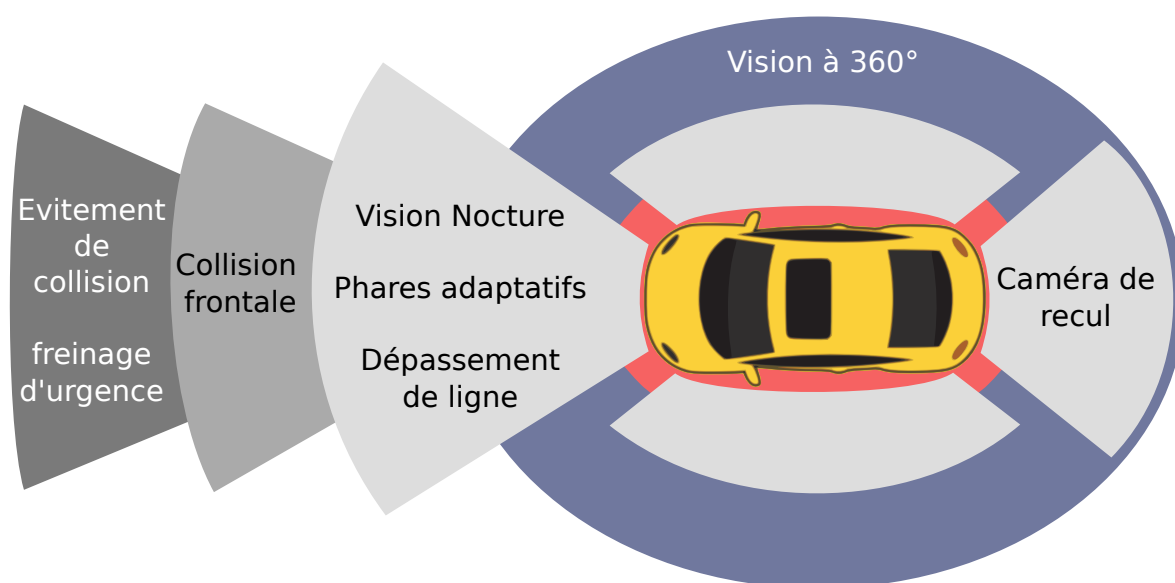 Vision à 360°
Evitement
de
collision
freinage
d'urgence
Collision
frontale
Vision Nocture
Phares adaptatifs
Dépassement
de ligne
Caméra de
recul